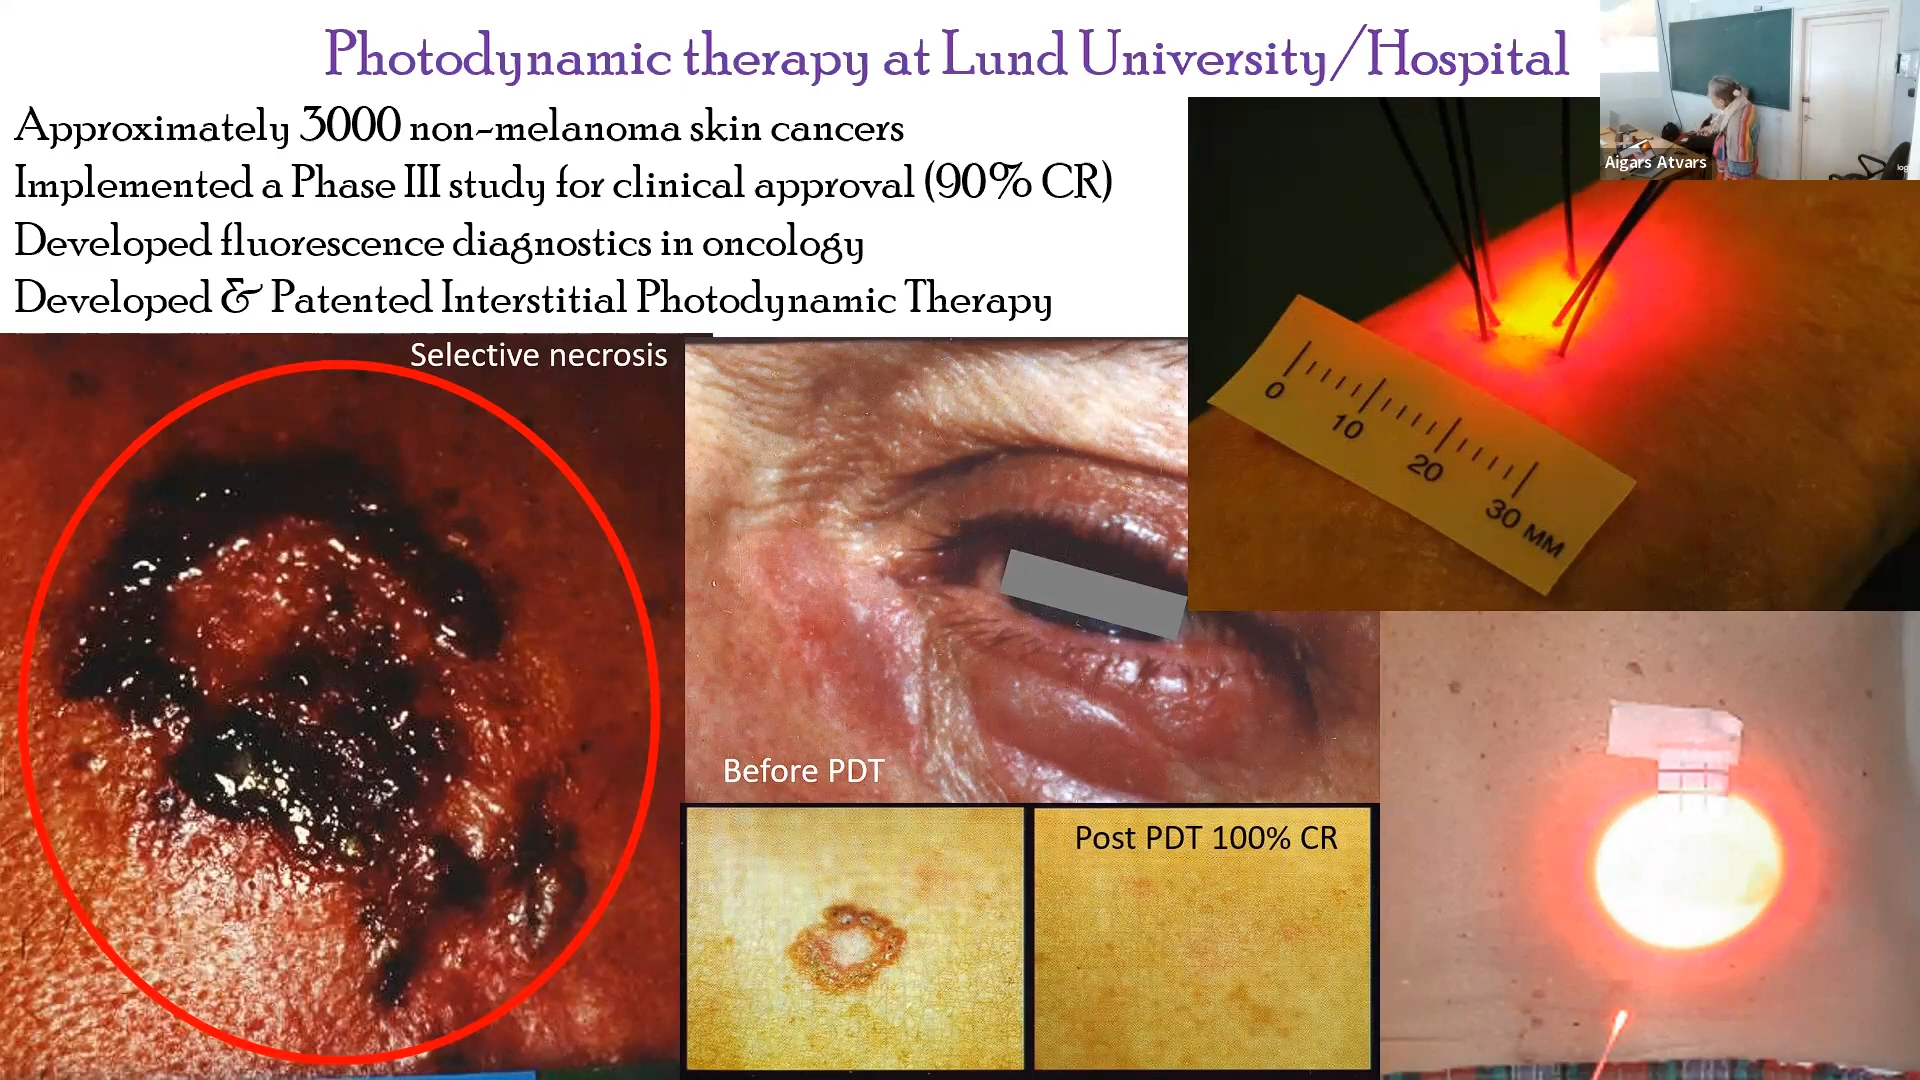 Photodynamic therapy at Lund University/Hospital
Approximately 3000 non-melanoma skin cancers
Implemented a Phase III study for clinical approval (90% CR)
Developed fluorescence diagnostics in oncology
Developed & Patented Interstitial Photodynamic Therapy
Aigars Atvars
log
Selective necrosis
0
10
20
30 MM
Before PDT
Post PDT 100% CR